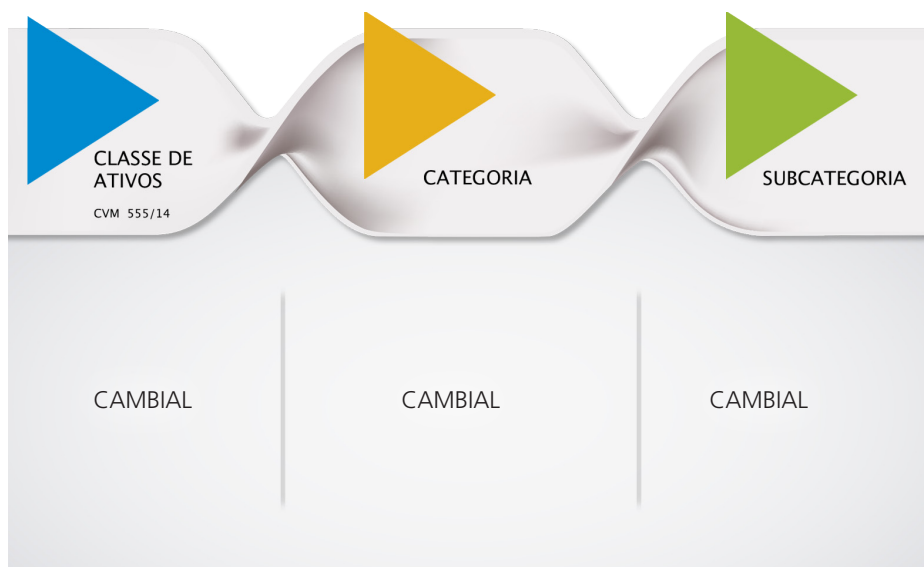 CLASSE DE
ATIVOS
CVM 555/14
CATEGORIA
SUBCATEGORIA
CAMBIAL
CAMBIAL
CAMBIAL